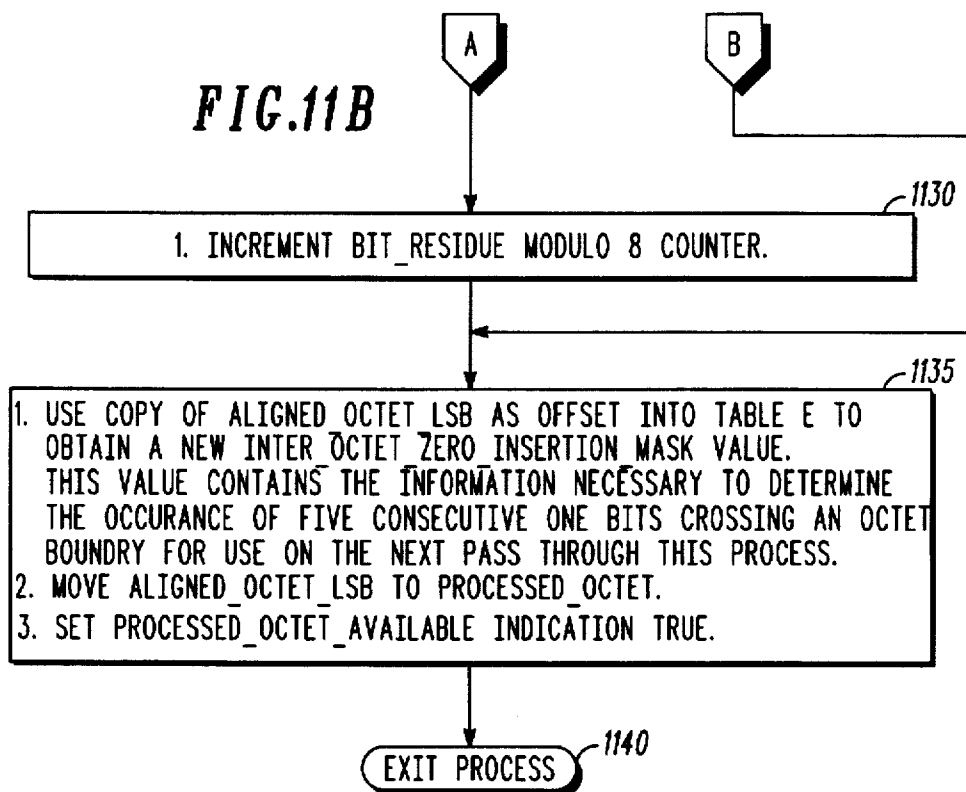 A
B
FIG.11B
1130
1. INCREMENT BIT_RESIDUE MODULO 8 COUNTER.
1135
1. USE COPY OF ALIGNED_OCTET_LSB AS OFFSET INTO TABLE E TO
OBTAIN A NEW INTER_OCTET_ZERO_INSERTION_MASK VALUE.
THIS VALUE CONTAINS THE INFORMATION NECESSARY TO DETERMINE
THE OCCURANCE OF FIVE CONSECUTIVE ONE BITS CROSSING AN OCTET
BOUNDRY FOR USE ON THE NEXT PASS THROUGH THIS PROCESS.
2. MOVE ALIGNED_OCTET_LSB TO PROCESSED_OCTET.
3. SET PROCESSED_OCTET_AVAILABLE INDICATION TRUE.
EXIT PROCESS
1140